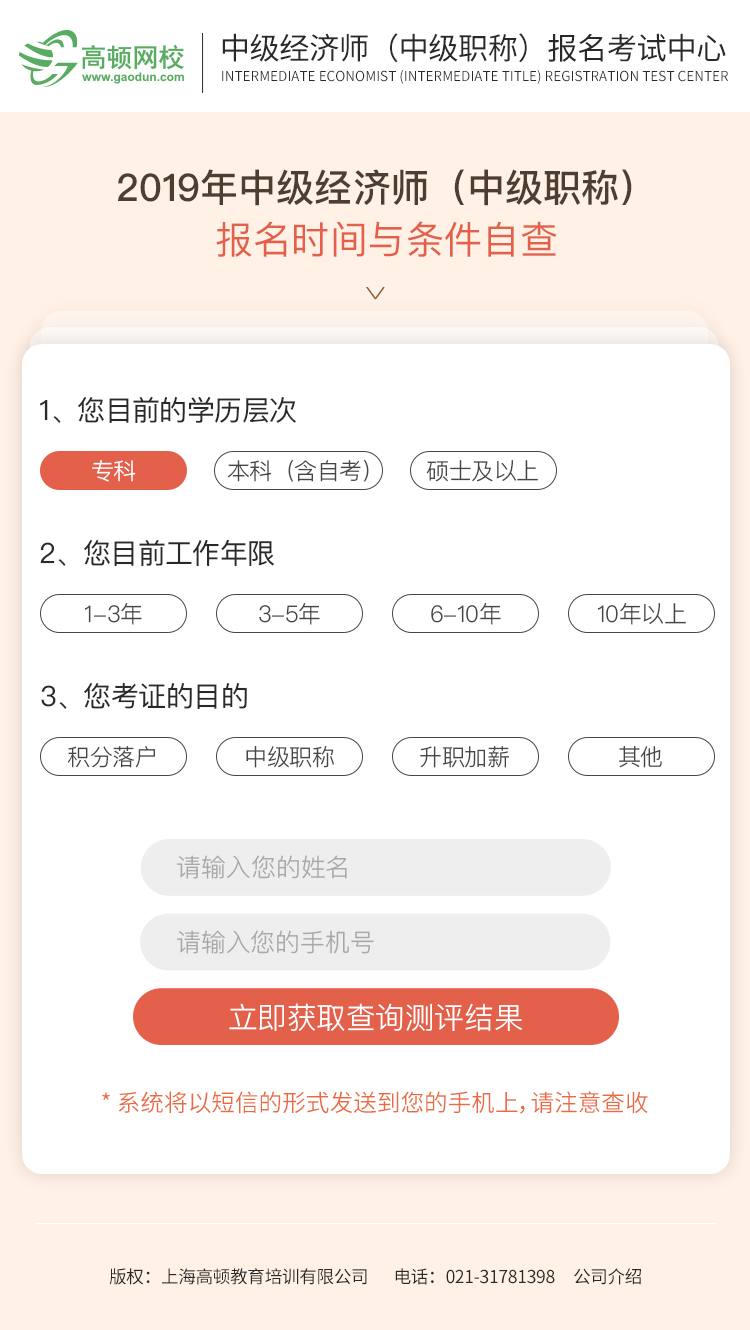 高顿网校
www.gaodun.com
中级经济师（中级职称）报名考试中心
INTERMEDIATE ECONOMIST (INTERMEDIATE TITLE) REGISTRATION TEST CENTER
2019年中级经济师（中级职称）
报名时间与条件自查
1、您目前的学历层次
专科 本科（含自考） 硕士及以上
2、您目前工作年限
1-3年 3-5年 6-10年 10年以上
3、您考证的目的
积分落户 中级职称 升职加薪 其他
请输入您的姓名
请输入您的手机号
立即获取查询测评结果
* 系统将以短信的形式发送到您的手机上，请注意查收
版权：上海高顿教育培训有限公司 电话：021-31781398 公司介绍